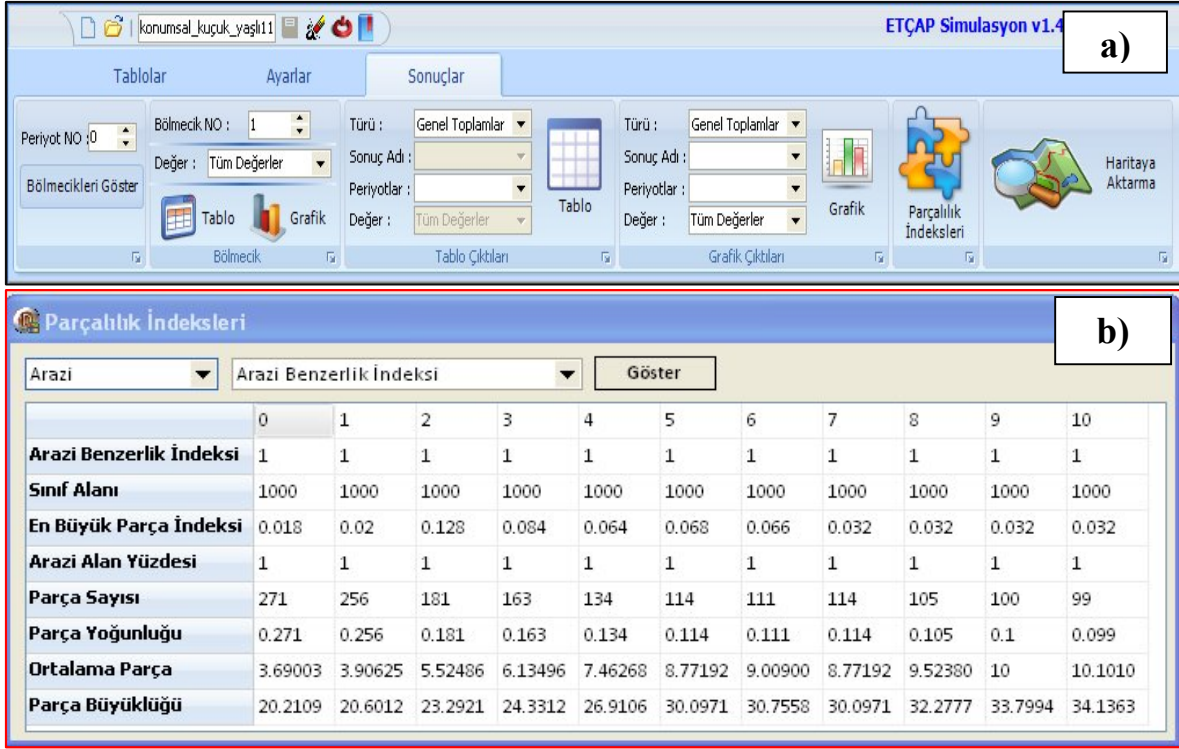 konumsal_kuçuk_yaşlı11 ETÇAP Simulasyon v1.4
a)
Tablolar Ayarlar Sonuçlar
Periyot NO :0
Bölmecikleri Göster
Bölmecik NO : 1
Değer : Tüm Değerler
Tablo Grafik
Bölmecik
Türü : Genel Toplamlar
Sonuç Adı :
Periyotlar :
Değer : Tüm Değerler
Tablo
Tablo Çıktıları
Türü : Genel Toplamlar
Sonuç Adı :
Periyotlar :
Değer : Tüm Değerler
Grafik
Grafik Çıktıları
Parçalılık
İndeksleri
Haritaya
Aktarma
Parçalılık İndeksleri
b)
Arazi Arazi Benzerlik İndeksi Göster
0 1 2 3 4 5 6 7 8 9 10
Arazi Benzerlik İndeksi 1 1 1 1 1 1 1 1 1 1 1
Sınıf Alanı 1000 1000 1000 1000 1000 1000 1000 1000 1000 1000 1000
En Büyük Parça İndeksi 0.018 0.02 0.128 0.084 0.064 0.068 0.066 0.032 0.032 0.032 0.032
Arazi Alan Yüzdesi 1 1 1 1 1 1 1 1 1 1 1
Parça Sayısı 271 256 181 163 134 114 111 114 105 100 99
Parça Yoğunluğu 0.271 0.256 0.181 0.163 0.134 0.114 0.111 0.114 0.105 0.1 0.099
Ortalama Parça 3.69003 3.90625 5.52486 6.13496 7.46268 8.77192 9.00900 8.77192 9.52380 10 10.1010
Parça Büyüklüğü 20.2109 20.6012 23.2921 24.3312 26.9106 30.0971 30.7558 30.0971 32.2777 33.7994 34.1363